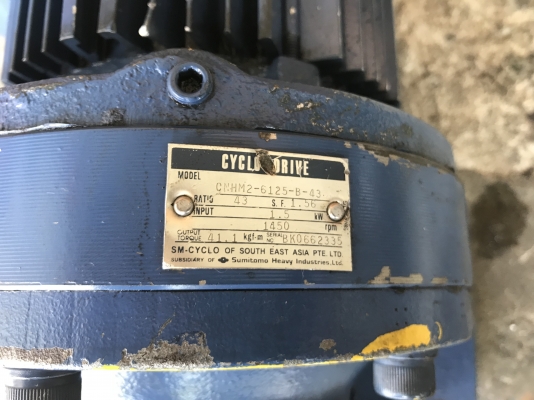 CYCLO DRIVE
MODEL CNHM2-6125-B-43
RATIO 43 S.F. 1.56
INPUT 1.5 kW
1450 rpm
OUTPUT TORQUE 41.1 kgf-m SERIAL NO. BK0662335
SM-CYCLO OF SOUTH EAST ASIA PTE LTD
SUBSIDIARY OF Sumitomo Heavy Industries, Ltd.